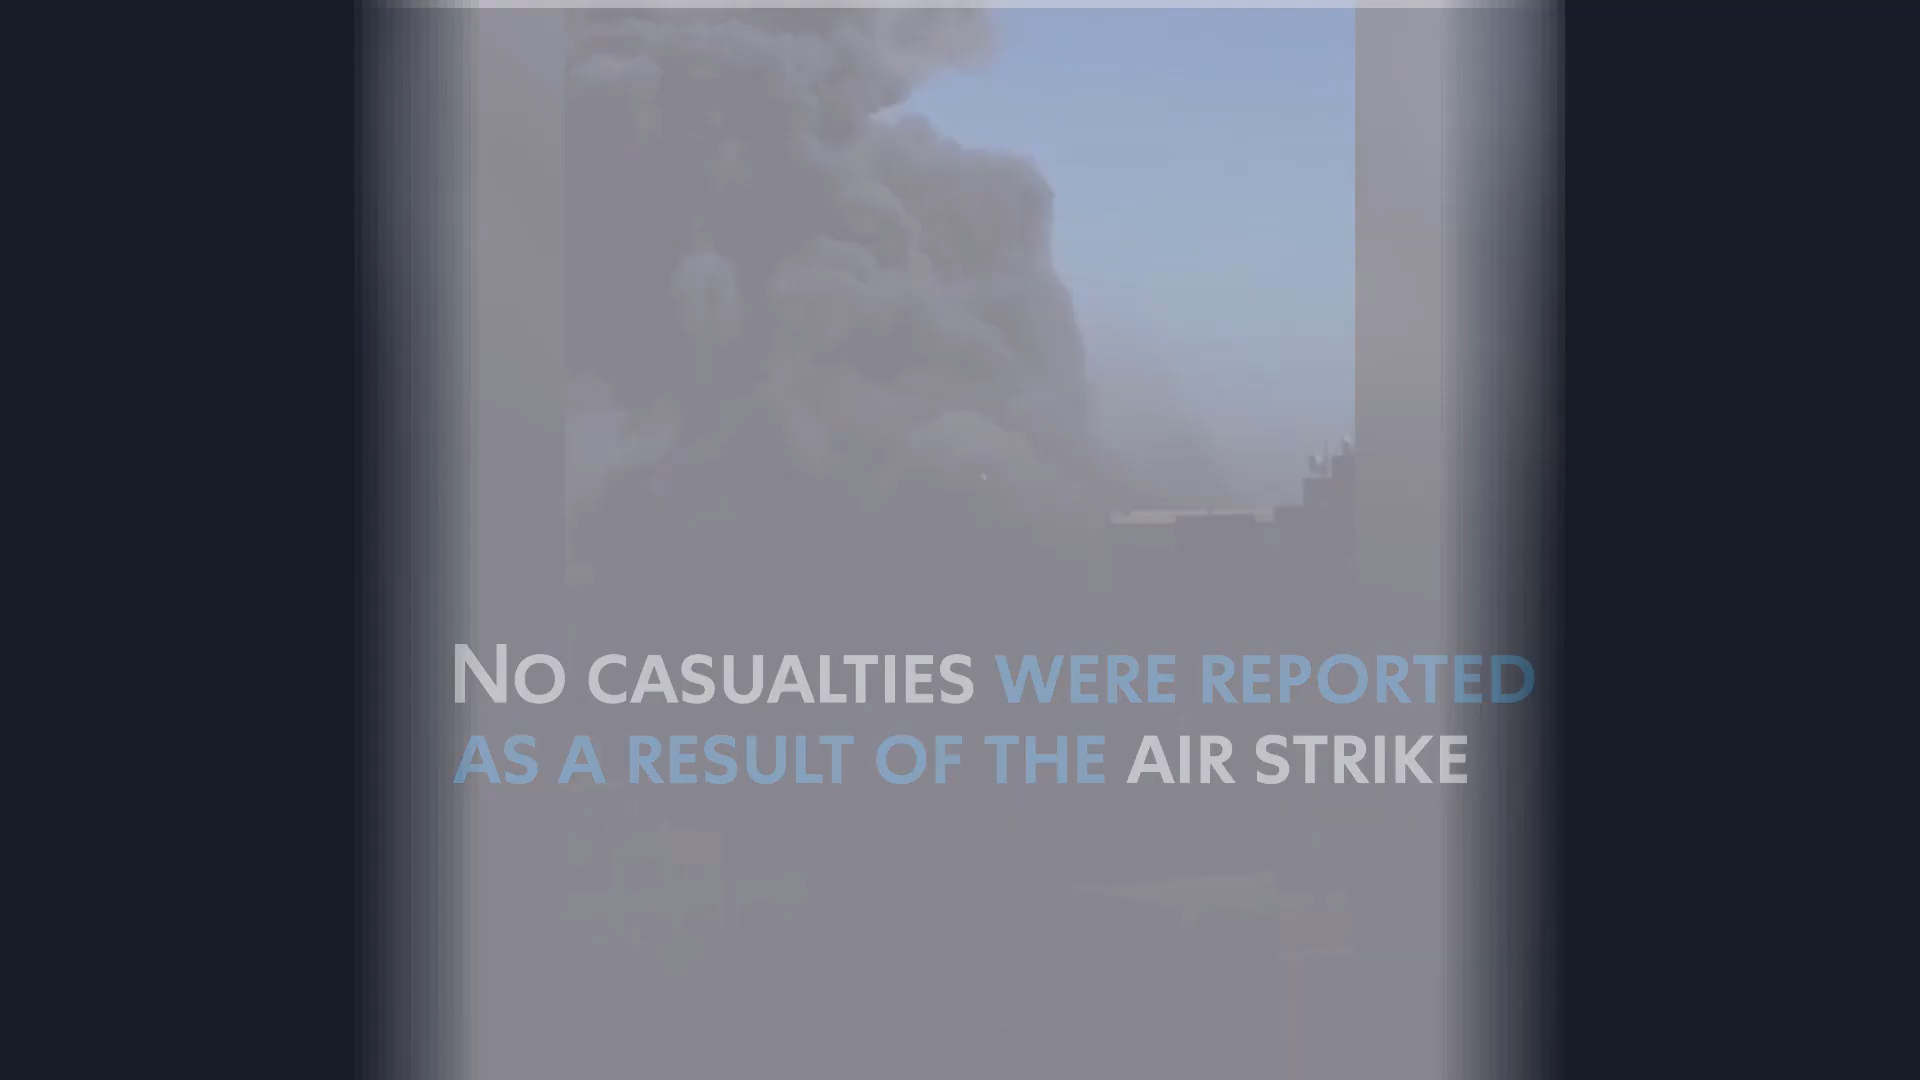 No casualties were reported
as a result of the air strike